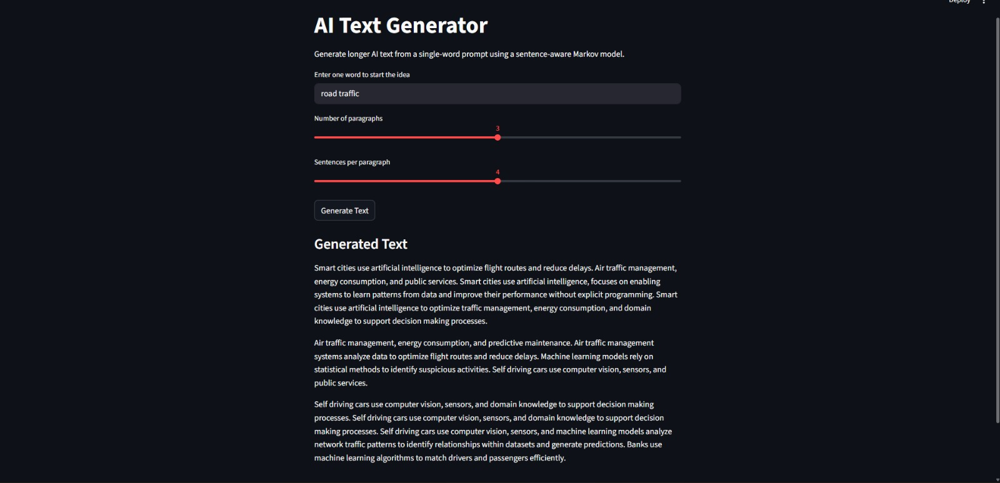 Deploy
AI Text Generator
Generate longer AI text from a single-word prompt using a sentence-aware Markov model.
Enter one word to start the idea
road traffic
Number of paragraphs
3
Sentences per paragraph
4
Generate Text
Generated Text
Smart cities use artificial intelligence to optimize flight routes and reduce delays. Air traffic management,
energy consumption, and public services. Smart cities use artificial intelligence, focuses on enabling
systems to learn patterns from data and improve their performance without explicit programming. Smart
cities use artificial intelligence to optimize traffic management, energy consumption, and domain
knowledge to support decision making processes.
Air traffic management, energy consumption, and predictive maintenance. Air traffic management
systems analyze data to optimize flight routes and reduce delays. Machine learning models rely on
statistical methods to identify suspicious activities. Self driving cars use computer vision, sensors, and
public services.
Self driving cars use computer vision, sensors, and domain knowledge to support decision making
processes. Self driving cars use computer vision, sensors, and domain knowledge to support decision
making processes. Self driving cars use computer vision, sensors, and machine learning models analyze
network traffic patterns to identify relationships within datasets and generate predictions. Banks use
machine learning algorithms to match drivers and passengers efficiently.